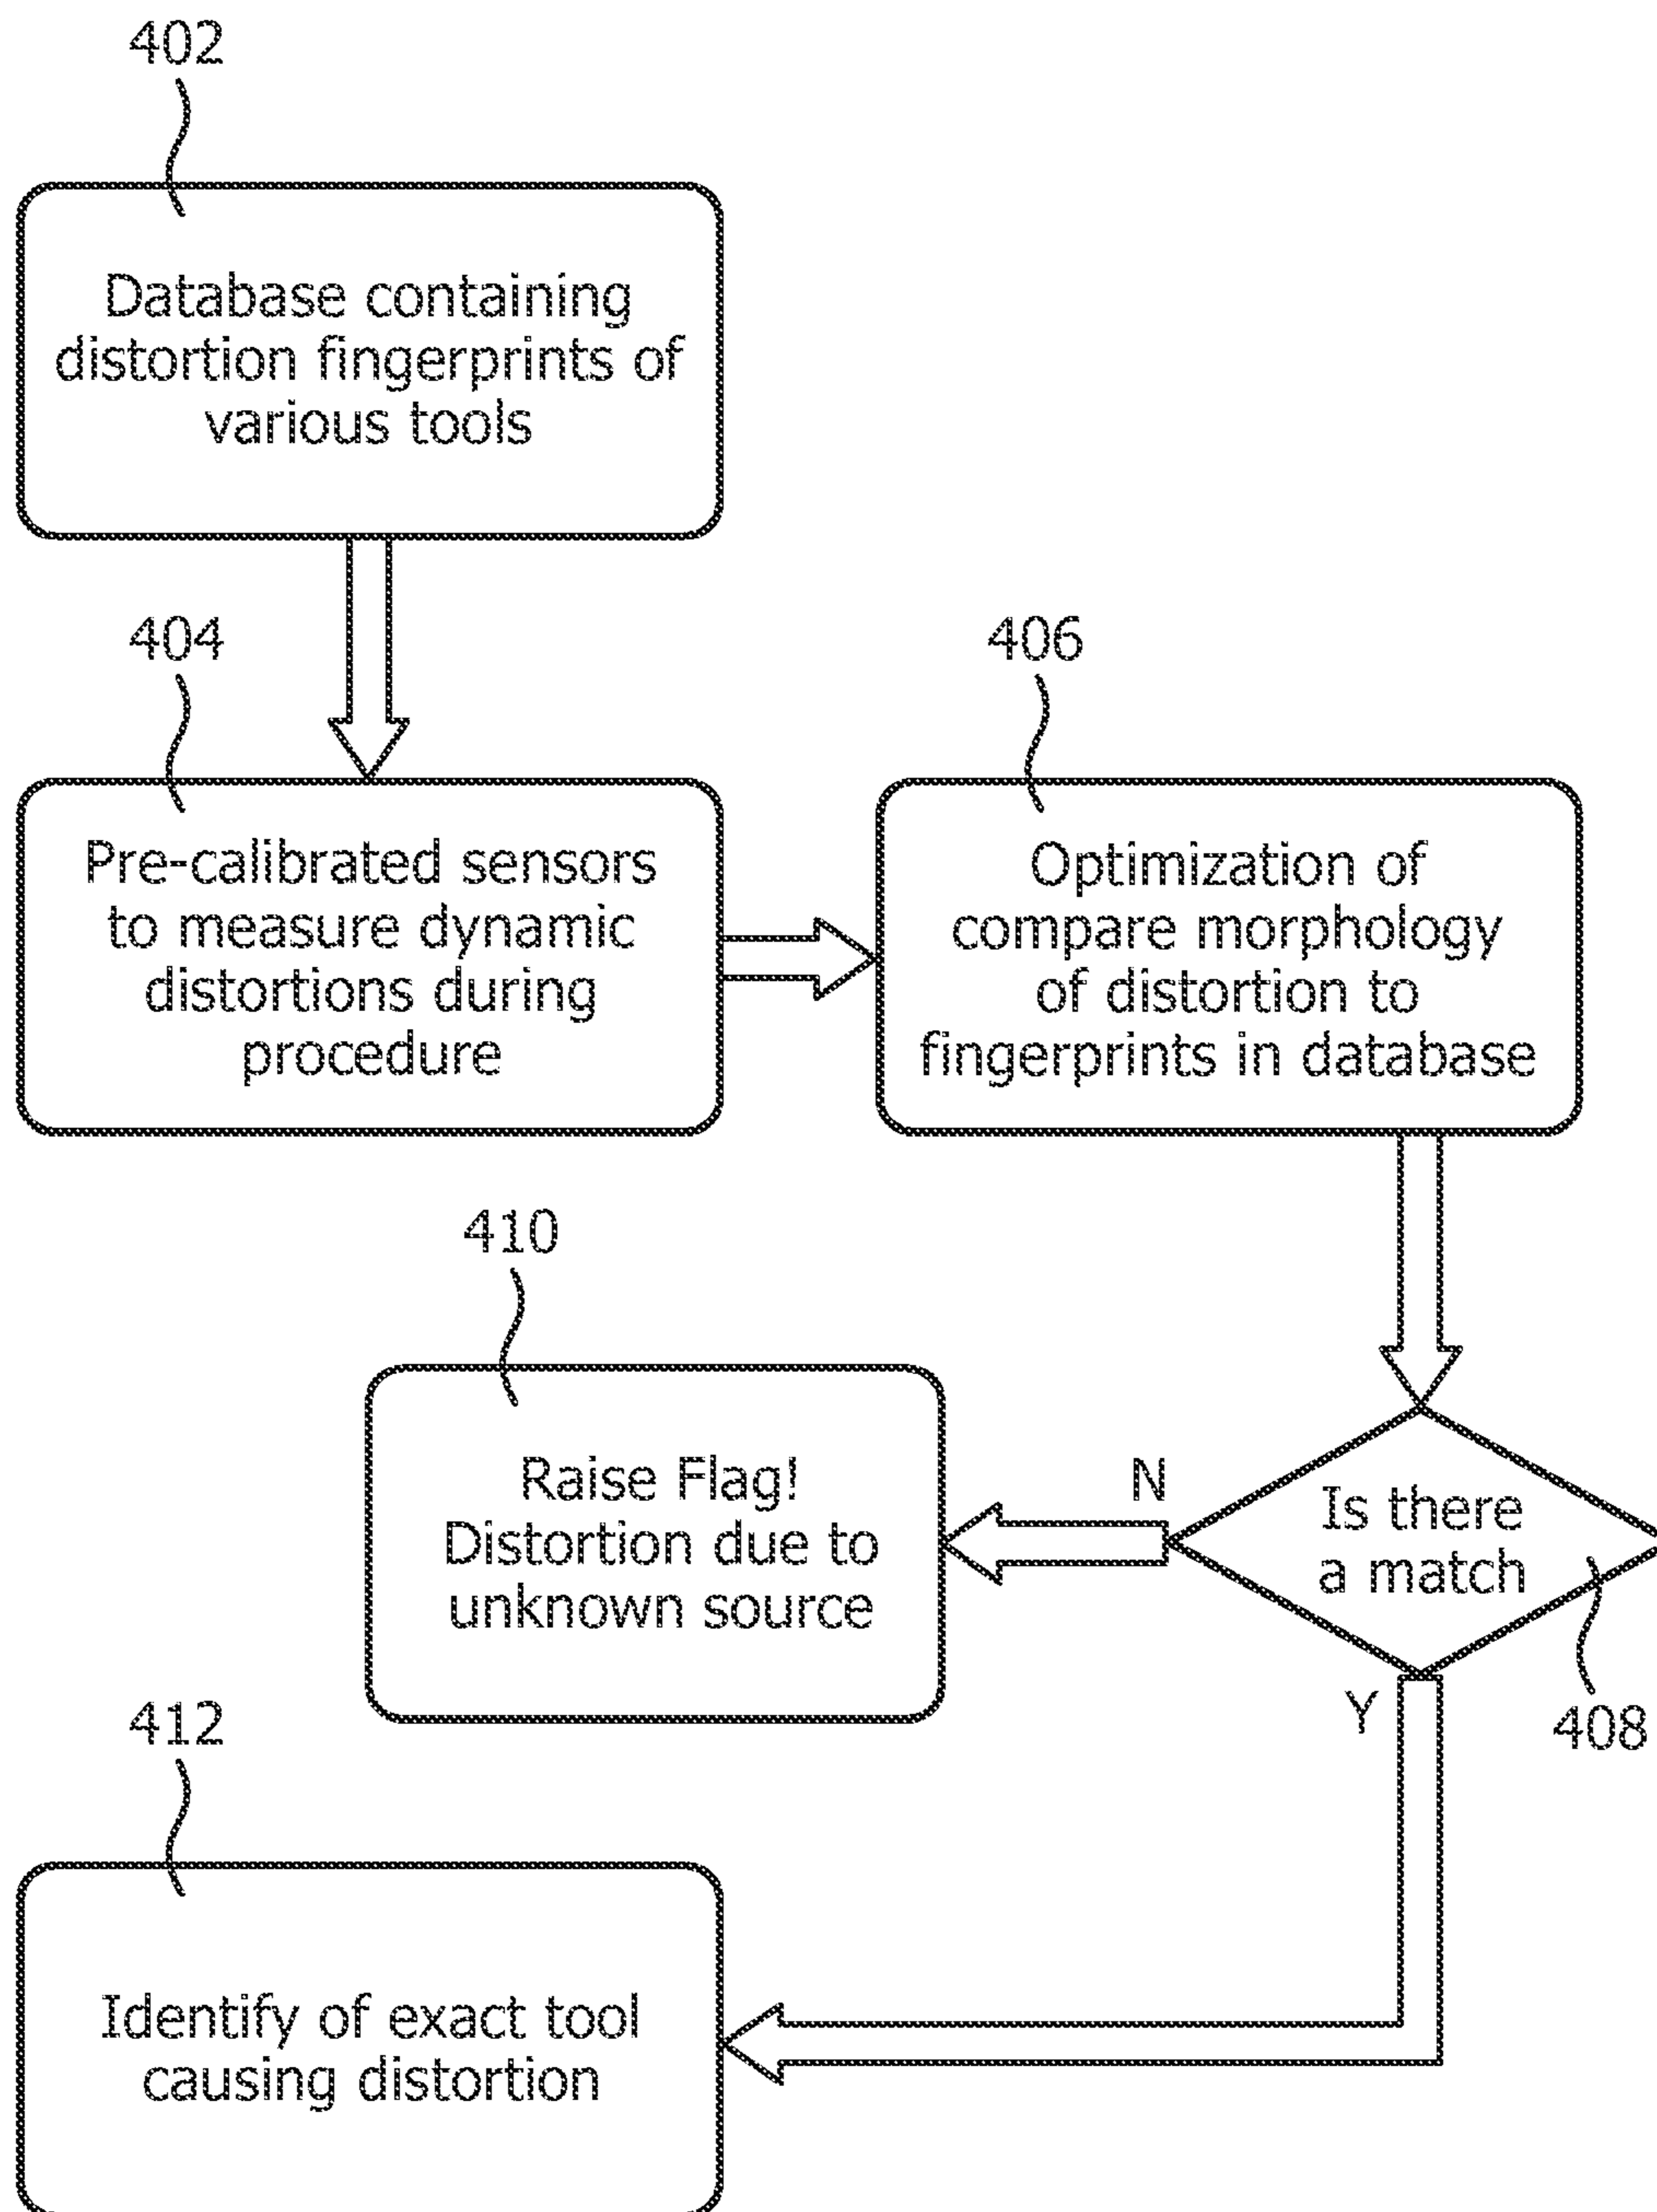 402
Database containing
distortion fingerprints of
various tools
404
Pre-calibrated sensors
to measure dynamic
distortions during
procedure
406
Optimization of
compare morphology
of distortion to
fingerprints in database
410
Raise Flag!
Distortion due to
unknown source
N
Is there
a match
Y
408
412
Identify of exact tool
causing distortion